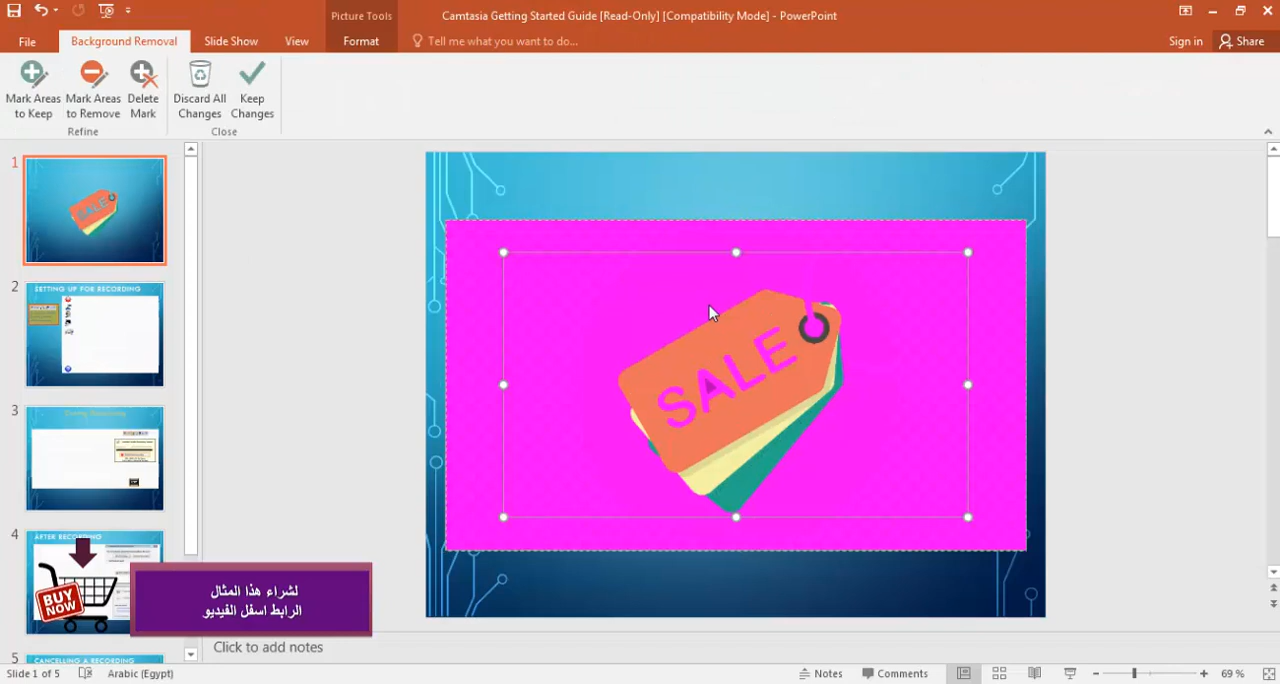 Picture Tools
Camtasia Getting Started Guide [Read-Only] [Compatibility Mode] - PowerPoint
File
Background Removal
Slide Show
View
Format
Tell me what you want to do...
Sign in
Share
Mark Areas to Keep
Mark Areas to Remove
Delete Mark
Discard All Changes
Keep Changes
Refine
Close
1
SALE
2
SETTING UP FOR RECORDING
3
4
AFTER RECORDING
5
CANCELLING A RECORDING
SALE
BUY
NOW
لشراء هذا المثال
الرابط اسفل الفيديو
Click to add notes
Slide 1 of 5
Arabic (Egypt)
Notes
Comments
69 %